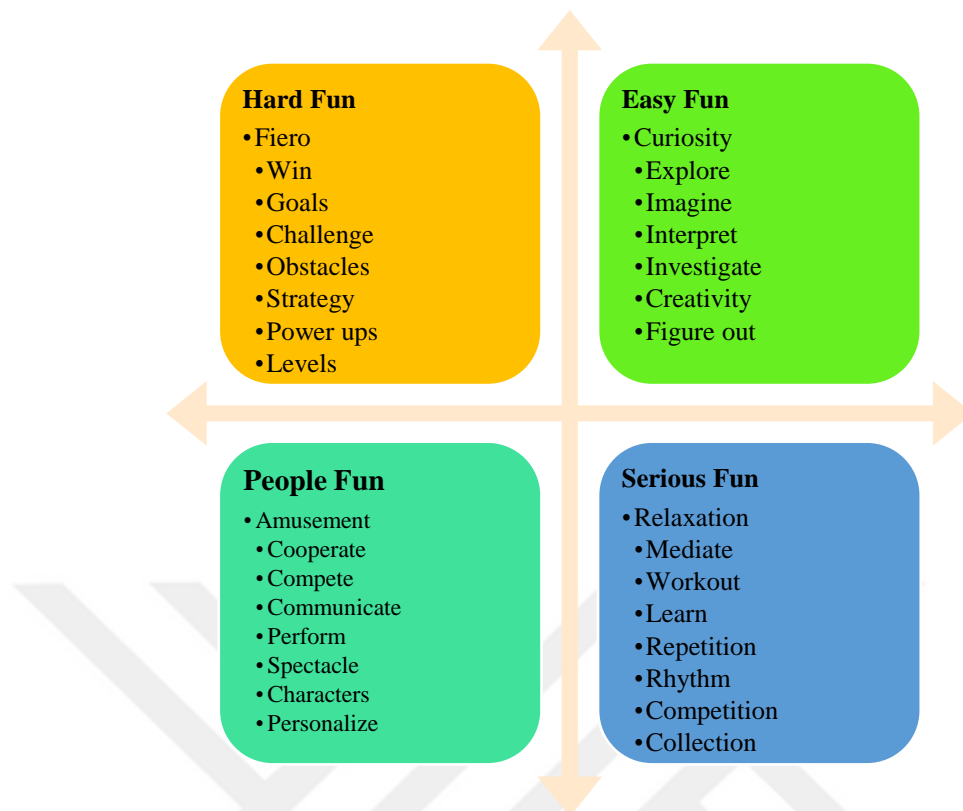 Hard Fun
•Fiero
•Win
•Goals
•Challenge
•Obstacles
•Strategy
•Power ups
•Levels
Easy Fun
•Curiosity
•Explore
•Imagine
•Interpret
•Investigate
•Creativity
•Figure out
People Fun
• Amusement
• Cooperate
• Compete
• Communicate
• Perform
• Spectacle
• Characters
• Personalize
Serious Fun
•Relaxation
•Mediate
•Workout
•Learn
•Repetition
•Rhythm
•Competition
•Collection